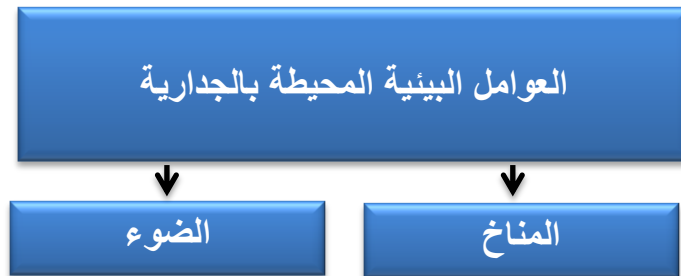 العوامل البيئية المحيطة بالجدارية
المناخ
الضوء